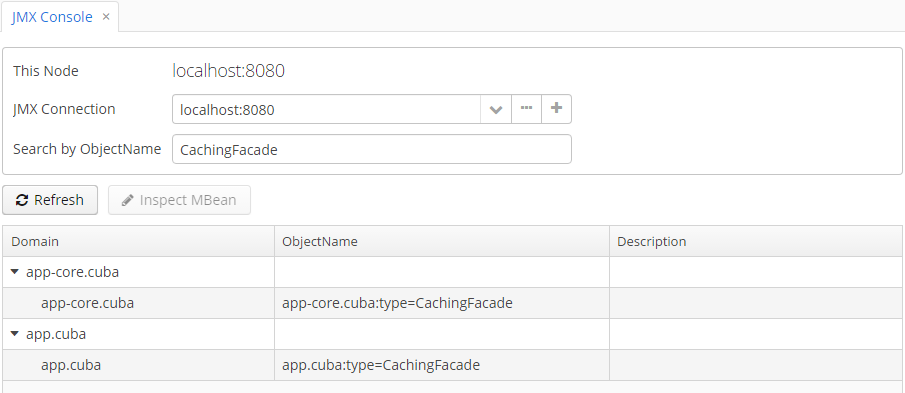 JMX Console ×
This Node localhost:8080
JMX Connection localhost:8080
Search by ObjectName CachingFacade
Refresh Inspect MBean
Domain ObjectName Description
app-core.cuba
app-core.cuba app-core.cuba:type=CachingFacade
app.cuba
app.cuba app.cuba:type=CachingFacade